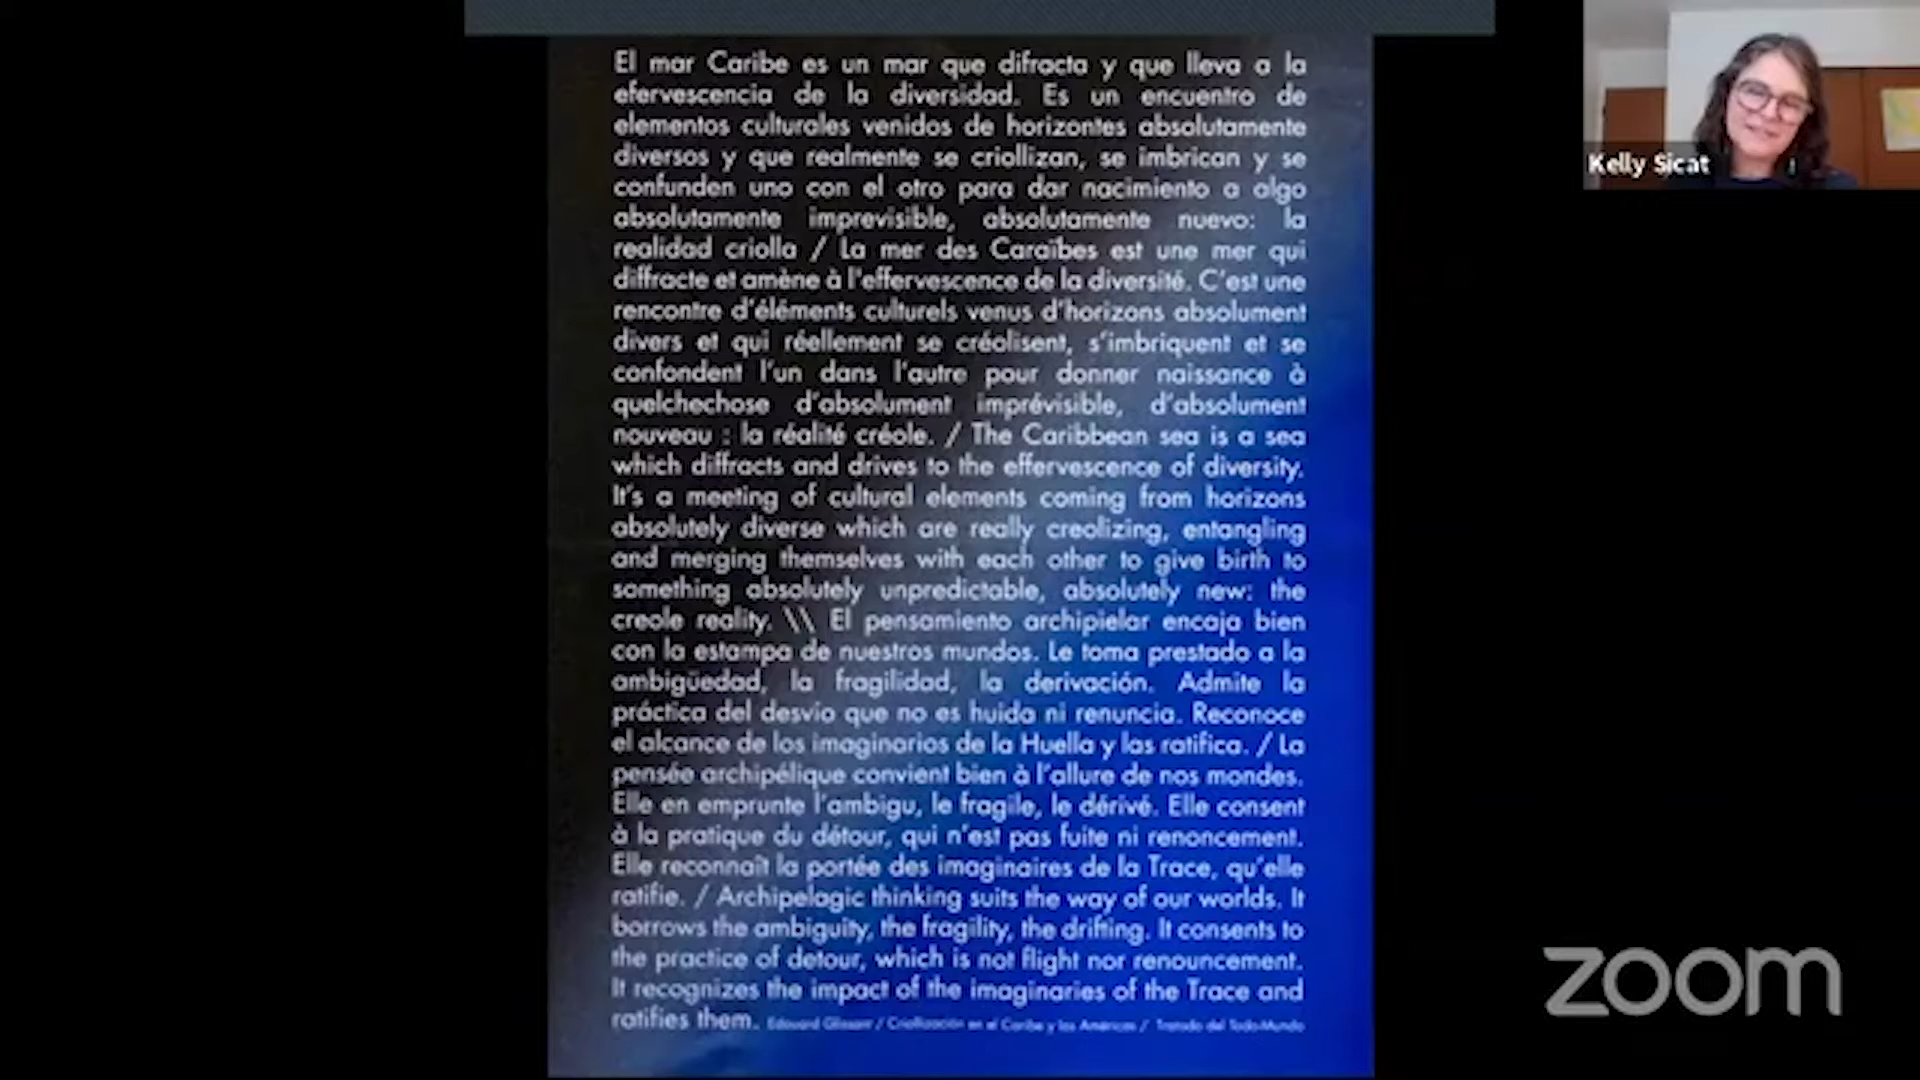 El mar Caribe es un mar que difracta y que lleva a la
efervescencia de la diversidad. Es un encuentro de
elementos culturales venidos de horizontes absolutamente
diversos y que realmente se criollizan, se imbrican y se
confunden uno con el otro para dar nacimiento a algo
absolutamente imprevisible, absolutamente nuevo: la
realidad criolla / La mer des Caraïbes est une mer qui
diffracte et amène à l'effervescence de la diversité. C'est une
rencontre d'éléments culturels venus d'horizons absolument
divers et qui réellement se créolisent, s'imbriquent et se
confondent l'un dans l'autre pour donner naissance à
quelchechose d'absolument imprévisible, d'absolument
nouveau : la réalité créole. / The Caribbean sea is a sea
which diffracts and drives to the effervescence of diversity.
It's a meeting of cultural elements coming from horizons
absolutely diverse which are really creolizing, entangling
and merging themselves with each other to give birth to
something absolutely unpredictable, absolutely new: the
creole reality. \\ El pensamiento archipielar encaja bien
con la estampa de nuestros mundos. Le toma prestado a la
ambigüedad, la fragilidad, la derivación. Admite la
práctica del desvío que no es huida ni renuncia. Reconoce
el alcance de los imaginarios de la Huella y las ratifica. / La
pensée archipélique convient bien à l'allure de nos mondes.
Elle en emprunte l'ambigu, le fragile, le dérivé. Elle consent
à la pratique du détour, qui n'est pas fuite ni renoncement.
Elle reconnaît la portée des imaginaires de la Trace, qu'elle
ratifie. / Archipelagic thinking suits the way of our worlds. It
borrows the ambiguity, the fragility, the drifting. It consents to
the practice of detour, which is not flight nor renouncement.
It recognizes the impact of the imaginaries of the Trace and
ratifies them. Edouard Glissant / Criollización en el Caribe y las Américas / Tratado del Todo-Mundo
Kelly Sicat
zoom